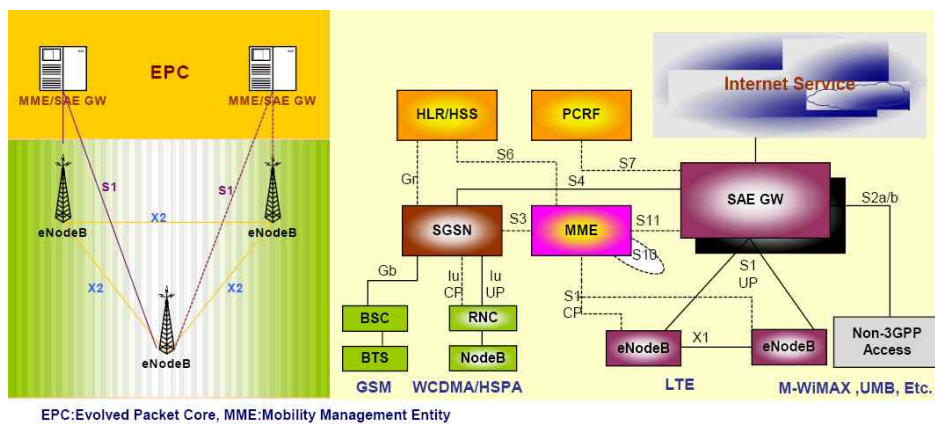 EPC
MME/SAE GW
MME/SAE GW
S1
S1
X2
eNodeB
eNodeB
X2
X2
eNodeB
Internet Service
HLR/HSS
PCRF
S6
S7
Gr
S4
S2a/b
SAE GW
SGSN
S3
MME
S11
S10
Gb
Iu
CP
Iu
UP
S1
UP
S1
CP
BSC
RNC
eNodeB
X1
eNodeB
Non-3GPP
Access
BTS
NodeB
GSM
WCDMA/HSPA
LTE
M-WiMAX ,UMB, Etc.
EPC:Evolved Packet Core, MME:Mobility Management Entity